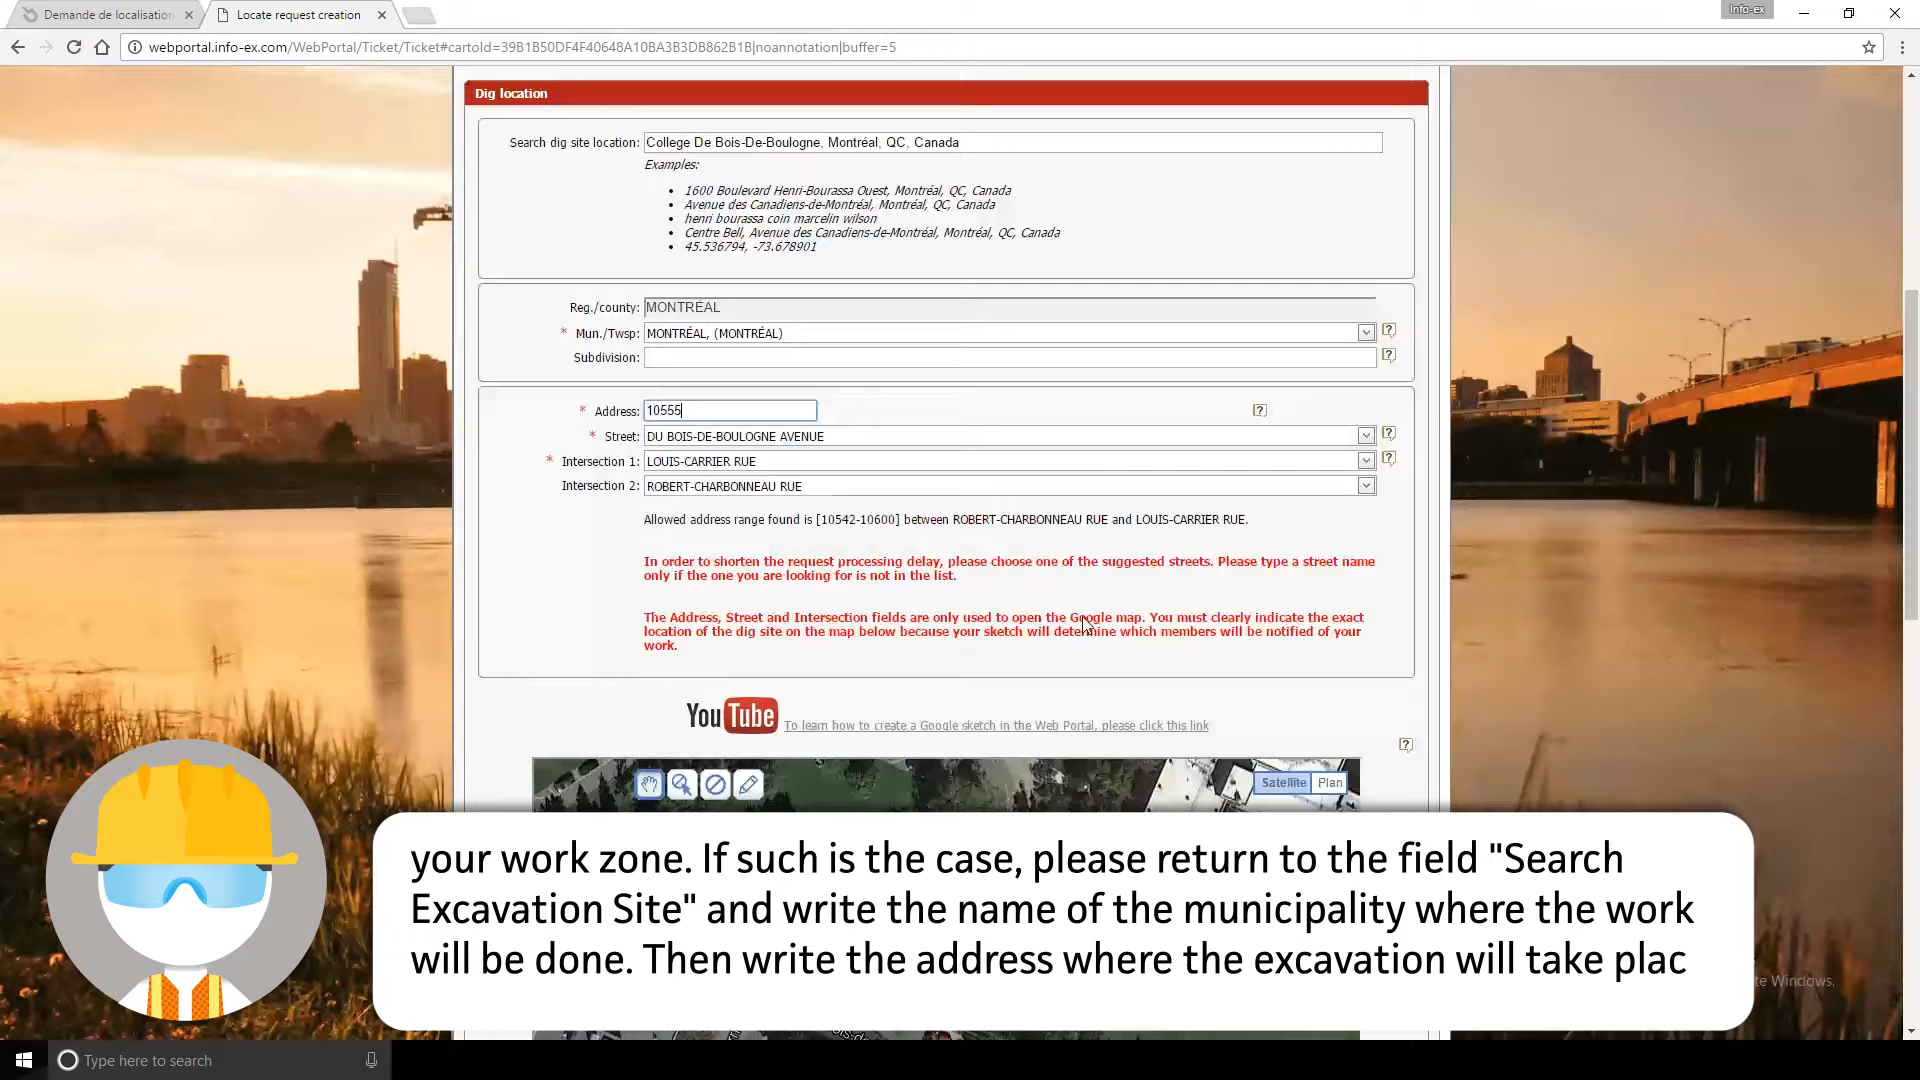 Demande de localisation
Locate request creation
Info-ex
webportal.info-ex.com/WebPortal/Ticket/Ticket#cartoId=39B1B50DF4F40648A10BA3B3DB862B1B|noannotation|buffer=5
Dig location
Search dig site location: College De Bois-De-Boulogne, Montréal, QC, Canada
Examples:
• 1600 Boulevard Henri-Bourassa Ouest, Montréal, QC, Canada
• Avenue des Canadiens-de-Montréal, Montréal, QC, Canada
• henri bourassa coin marcelin wilson
• Centre Bell, Avenue des Canadiens-de-Montréal, Montréal, QC, Canada
• 45.536794, -73.678901
Reg./county: MONTRÉAL
* Mun./Twsp: MONTRÉAL, (MONTRÉAL) ?
Subdivision: ?
* Address: 10555 ?
* Street: DU BOIS-DE-BOULOGNE AVENUE ?
* Intersection 1: LOUIS-CARRIER RUE ?
Intersection 2: ROBERT-CHARBONNEAU RUE
Allowed address range found is [10542-10600] between ROBERT-CHARBONNEAU RUE and LOUIS-CARRIER RUE.
In order to shorten the request processing delay, please choose one of the suggested streets. Please type a street name
only if the one you are looking for is not in the list.
The Address, Street and Intersection fields are only used to open the Google map. You must clearly indicate the exact
location of the dig site on the map below because your sketch will determine which members will be notified of your
work.
YouTube To learn how to create a Google sketch in the Web Portal, please click this link
?
Satellite Plan
your work zone. If such is the case, please return to the field "Search
Excavation Site" and write the name of the municipality where the work
will be done. Then write the address where the excavation will take plac
te Windows.
Type here to search